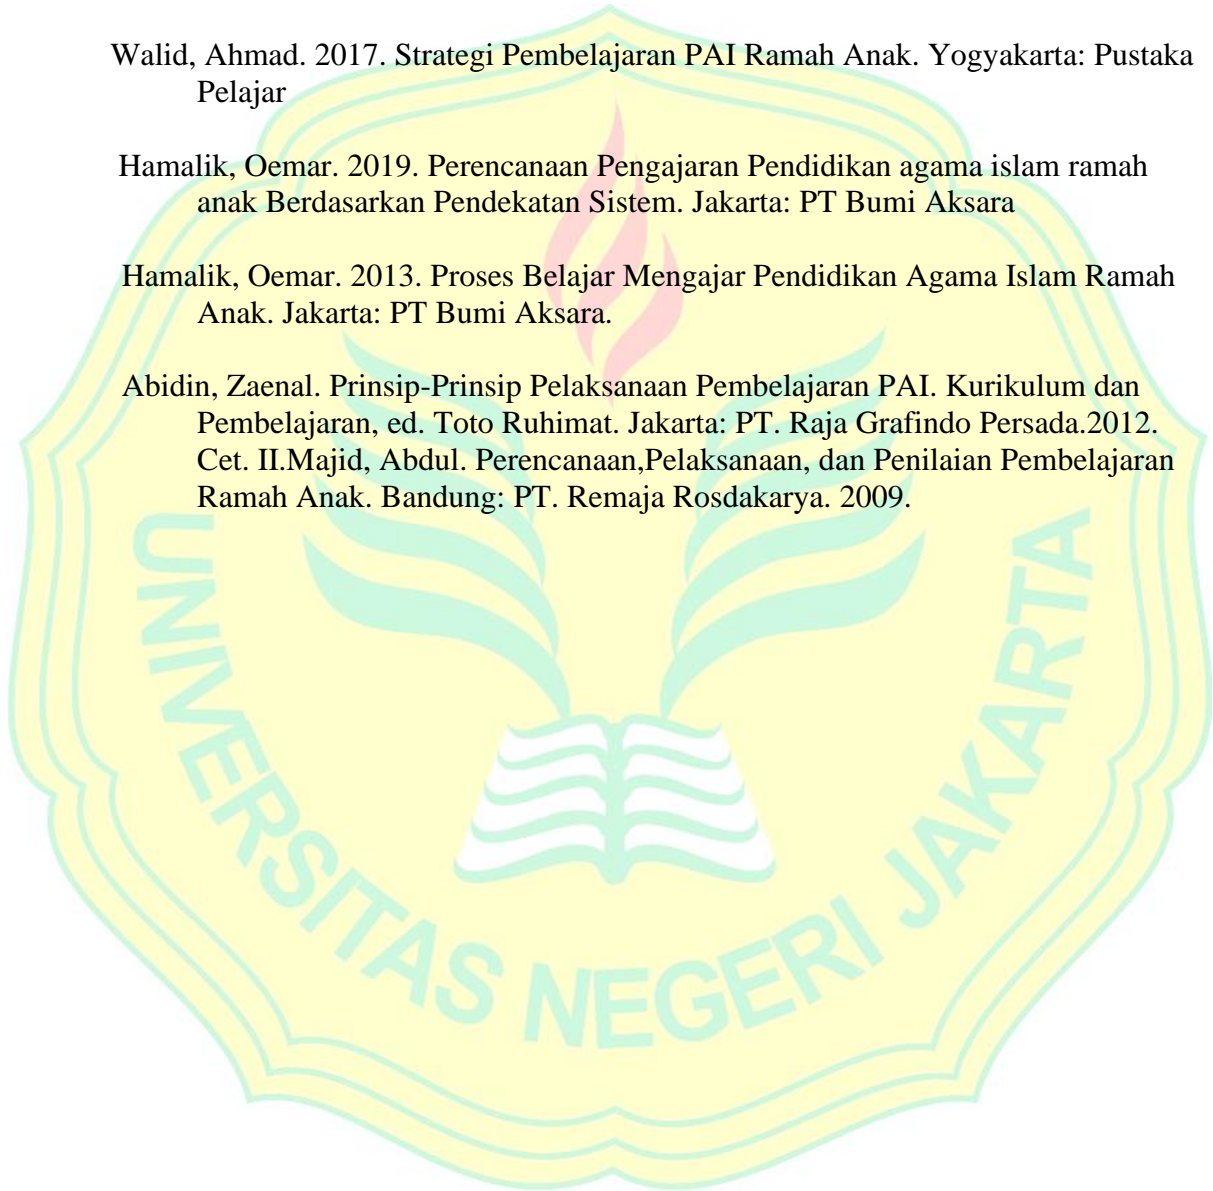 Walid, Ahmad. 2017. Strategi Pembelajaran PAI Ramah Anak. Yogyakarta: Pustaka
Pelajar
Hamalik, Oemar. 2019. Perencanaan Pengajaran Pendidikan agama islam ramah
anak Berdasarkan Pendekatan Sistem. Jakarta: PT Bumi Aksara
Hamalik, Oemar. 2013. Proses Belajar Mengajar Pendidikan Agama Islam Ramah
Anak. Jakarta: PT Bumi Aksara.
Abidin, Zaenal. Prinsip-Prinsip Pelaksanaan Pembelajaran PAI. Kurikulum dan
Pembelajaran, ed. Toto Ruhimat. Jakarta: PT. Raja Grafindo Persada.2012.
Cet. II.Majid, Abdul. Perencanaan,Pelaksanaan, dan Penilaian Pembelajaran
Ramah Anak. Bandung: PT. Remaja Rosdakarya. 2009.
UNIVERSITAS NEGERI JAKARTA